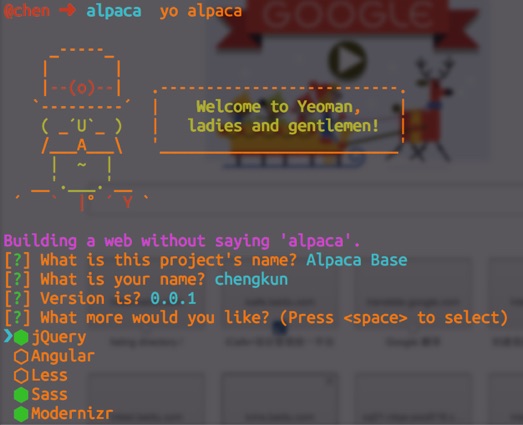 @chen ➜ alpaca yo alpaca
GOOGLE
Welcome to Yeoman,
ladies and gentlemen!
Building a web without saying 'alpaca'.
[?] What is this project's name? Alpaca Base
[?] What is your name? chengkun
[?] Version is? 0.0.1
[?] What more would you like? (Press <space> to select)
❯⬢jQuery
⬡Angular
⬡Less
⬢Sass
⬢Modernizr